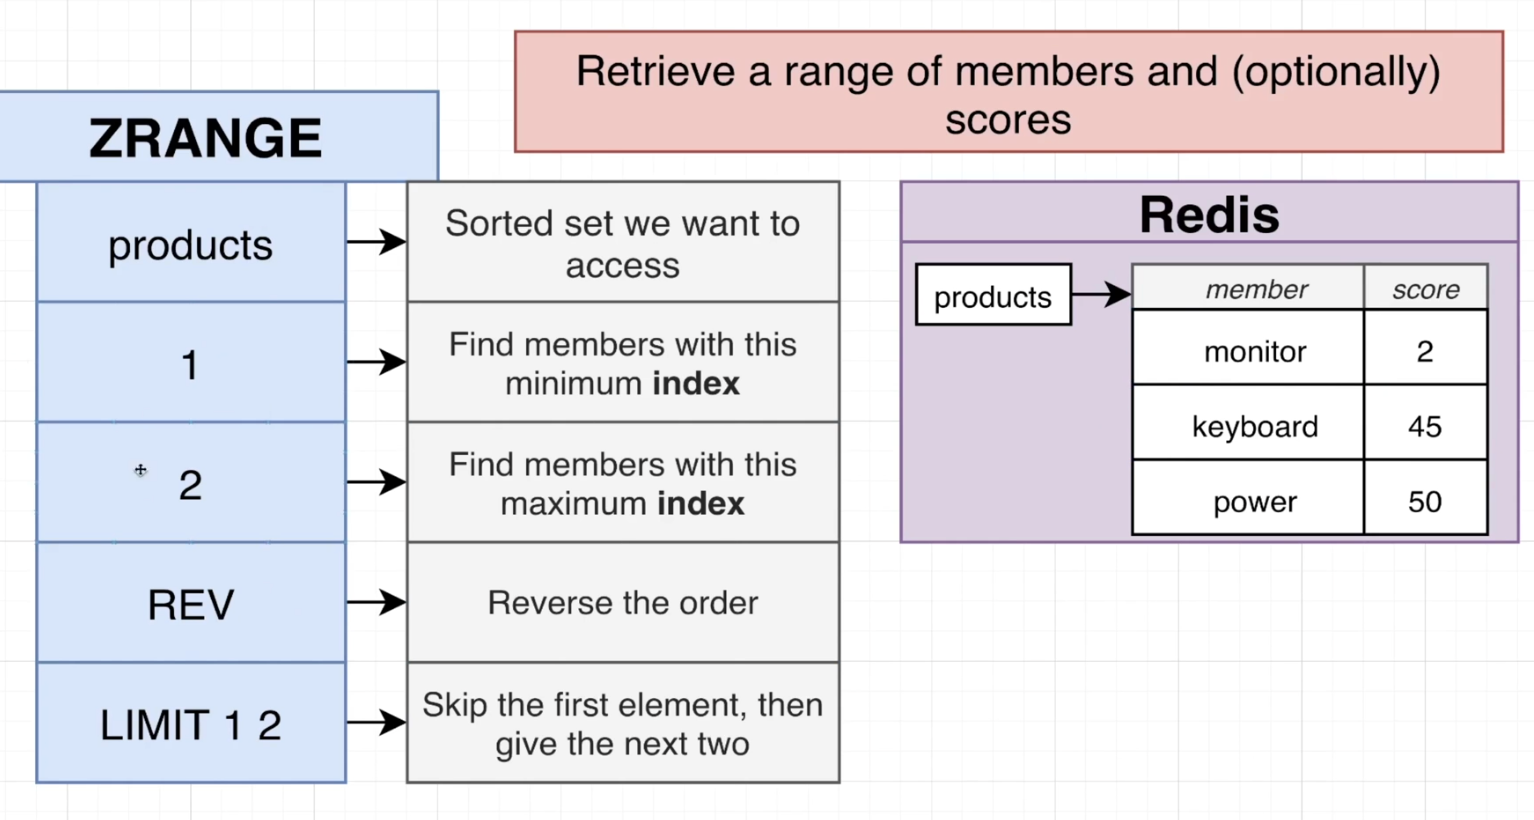 Retrieve a range of members and (optionally)
scores
ZRANGE
products
Sorted set we want to
access
1
Find members with this
minimum index
2
Find members with this
maximum index
REV
Reverse the order
LIMIT 1 2
Skip the first element, then
give the next two
Redis
products
member score
monitor 2
keyboard 45
power 50